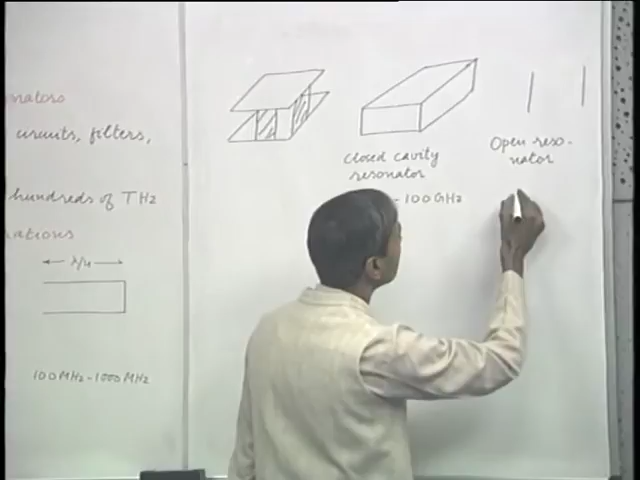 nators
circuits, filters,
hundreds of THz
rations
λ/4
100 MHz - 1000 MHz
closed cavity
resonator
- 100 GHz
Open reso-
nator